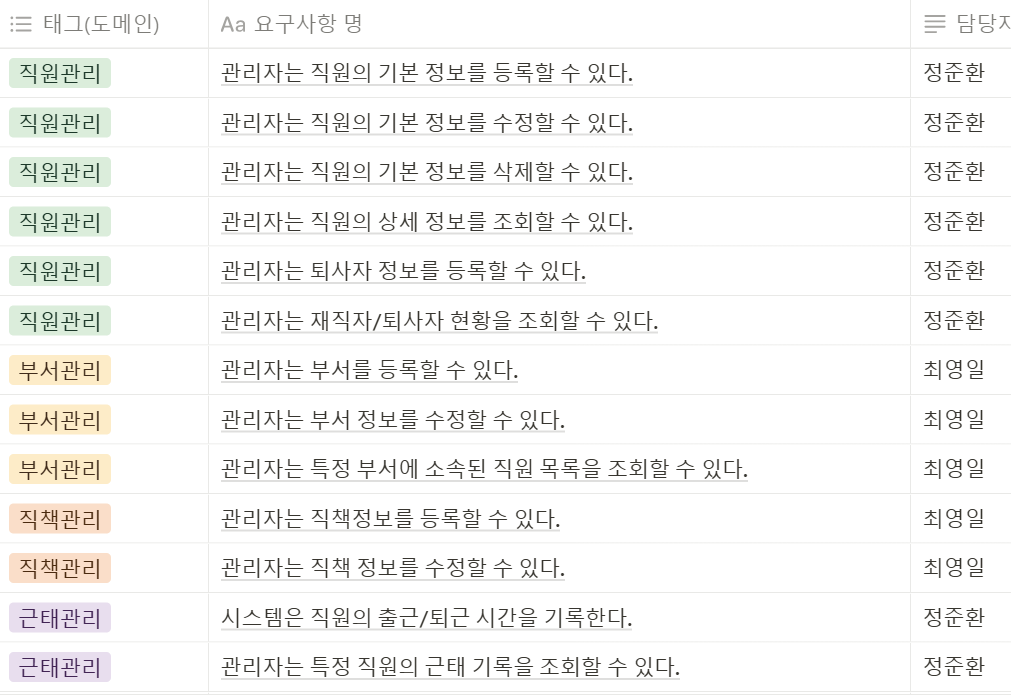 태그(도메인) Aa 요구사항 명 담당자
직원관리 관리자는 직원의 기본 정보를 등록할 수 있다. 정준환
직원관리 관리자는 직원의 기본 정보를 수정할 수 있다. 정준환
직원관리 관리자는 직원의 기본 정보를 삭제할 수 있다. 정준환
직원관리 관리자는 직원의 상세 정보를 조회할 수 있다. 정준환
직원관리 관리자는 퇴사자 정보를 등록할 수 있다. 정준환
직원관리 관리자는 재직자/퇴사자 현황을 조회할 수 있다. 정준환
부서관리 관리자는 부서를 등록할 수 있다. 최영일
부서관리 관리자는 부서 정보를 수정할 수 있다. 최영일
부서관리 관리자는 특정 부서에 소속된 직원 목록을 조회할 수 있다. 최영일
직책관리 관리자는 직책정보를 등록할 수 있다. 최영일
직책관리 관리자는 직책 정보를 수정할 수 있다. 최영일
근태관리 시스템은 직원의 출근/퇴근 시간을 기록한다. 정준환
근태관리 관리자는 특정 직원의 근태 기록을 조회할 수 있다. 정준환